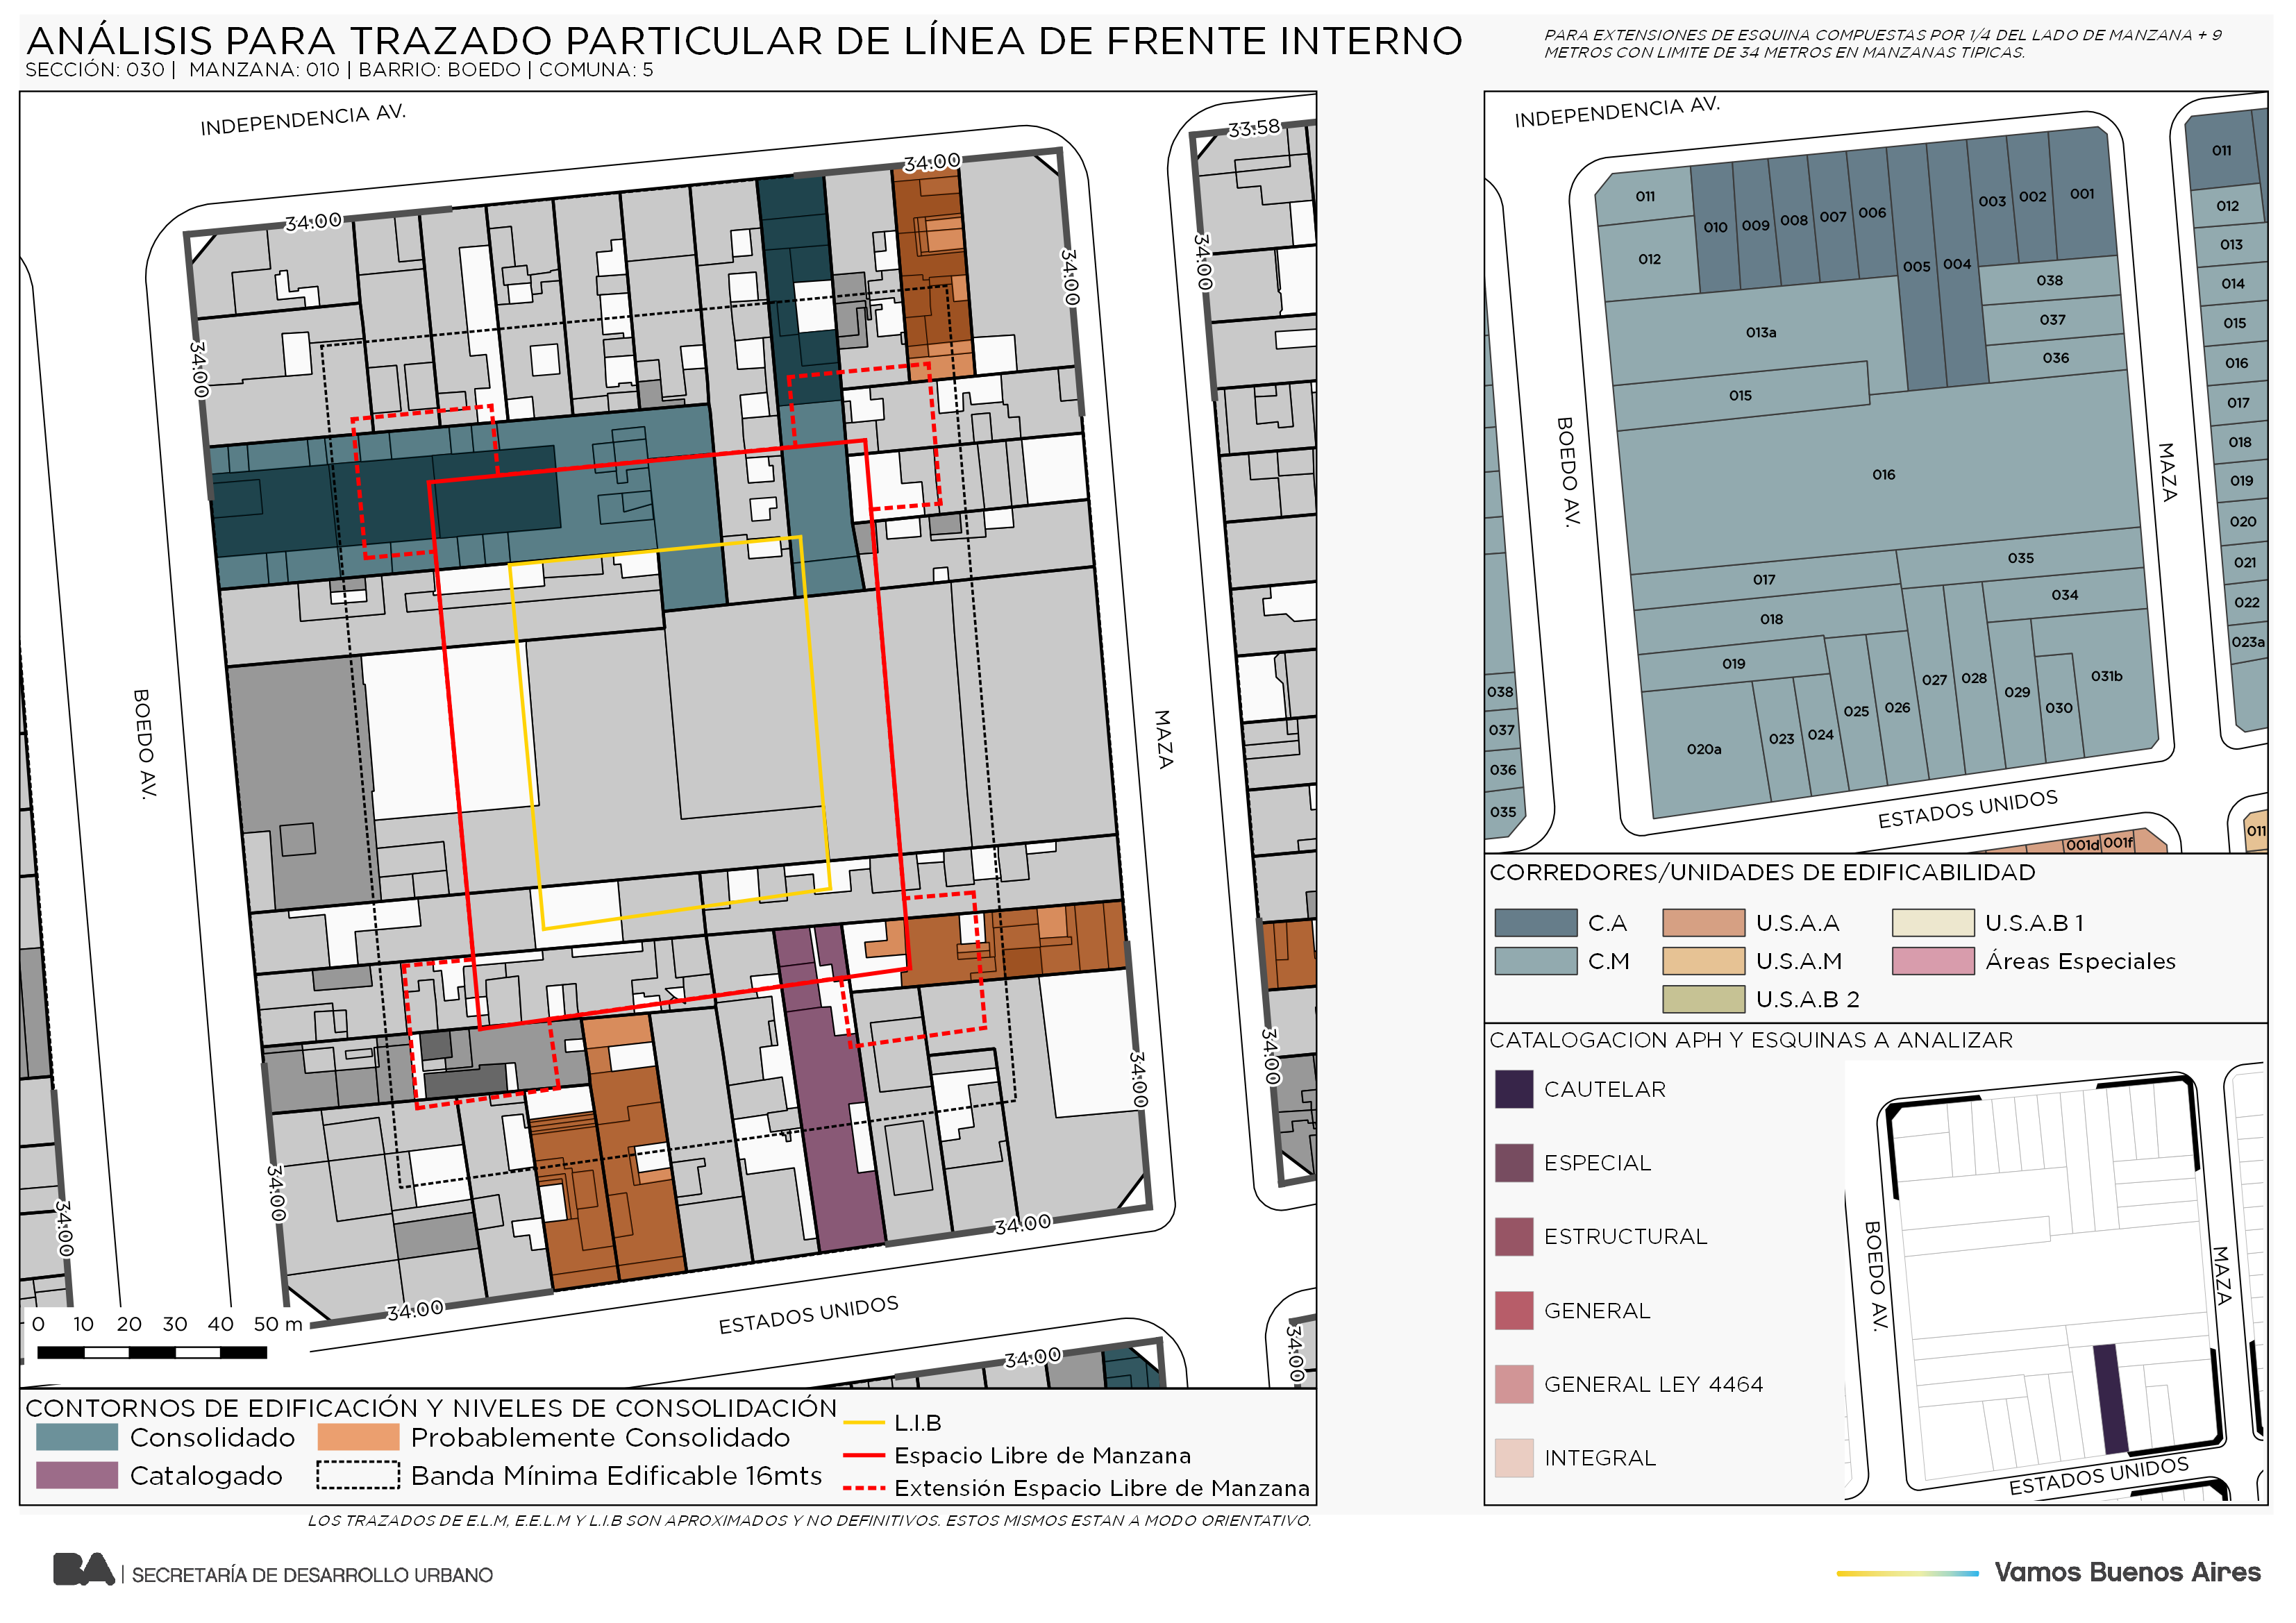 ANÁLISIS PARA TRAZADO PARTICULAR DE LÍNEA DE FRENTE INTERNO
SECCIÓN: 030 | MANZANA: 010 | BARRIO: BOEDO | COMUNA: 5
PARA EXTENSIONES DE ESQUINA COMPUESTAS POR 1/4 DEL LADO DE MANZANA + 9
METROS CON LIMITE DE 34 METROS EN MANZANAS TIPICAS.
INDEPENDENCIA AV.
33.58
34.00
34.00
34.00
34.00
34.00
BOEDO AV.
MAZA
34.00
34.00
34.00
34.00
34.00
34.00
34.00
34.00
34.00
ESTADOS UNIDOS
0 10 20 30 40 50 m
CONTORNOS DE EDIFICACIÓN Y NIVELES DE CONSOLIDACIÓN
Consolidado
Probablemente Consolidado
Catalogado
Banda Mínima Edificable 16mts
L.I.B
Espacio Libre de Manzana
Extensión Espacio Libre de Manzana
INDEPENDENCIA AV.
011
012
010
009
008
007
006
005
004
003
002
001
038
037
036
013a
015
016
017
018
019
035
034
020a
023
024
025
026
027
028
029
030
031b
011
012
013
014
015
016
017
018
019
020
021
022
023a
038
037
036
035
BOEDO AV.
MAZA
ESTADOS UNIDOS
001d
001f
011
CORREDORES/UNIDADES DE EDIFICABILIDAD
C.A
U.S.A.A
U.S.A.B 1
C.M
U.S.A.M
Áreas Especiales
U.S.A.B 2
CATALOGACION APH Y ESQUINAS A ANALIZAR
CAUTELAR
ESPECIAL
ESTRUCTURAL
GENERAL
GENERAL LEY 4464
INTEGRAL
BOEDO AV.
MAZA
ESTADOS UNIDOS
LOS TRAZADOS DE E.L.M, E.E.L.M Y L.I.B SON APROXIMADOS Y NO DEFINITIVOS. ESTOS MISMOS ESTAN A MODO ORIENTATIVO.
BA | SECRETARÍA DE DESARROLLO URBANO
Vamos Buenos Aires